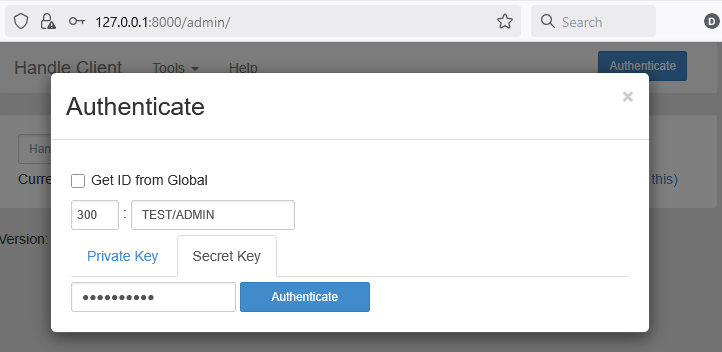 127.0.0.1:8000/admin/
Search
D
Handle Client Tools Help Authenticate
Authenticate ×
Han
Curre this)
Get ID from Global
300 : TEST/ADMIN
Version:
Private Key Secret Key
●●●●●●●●●● Authenticate